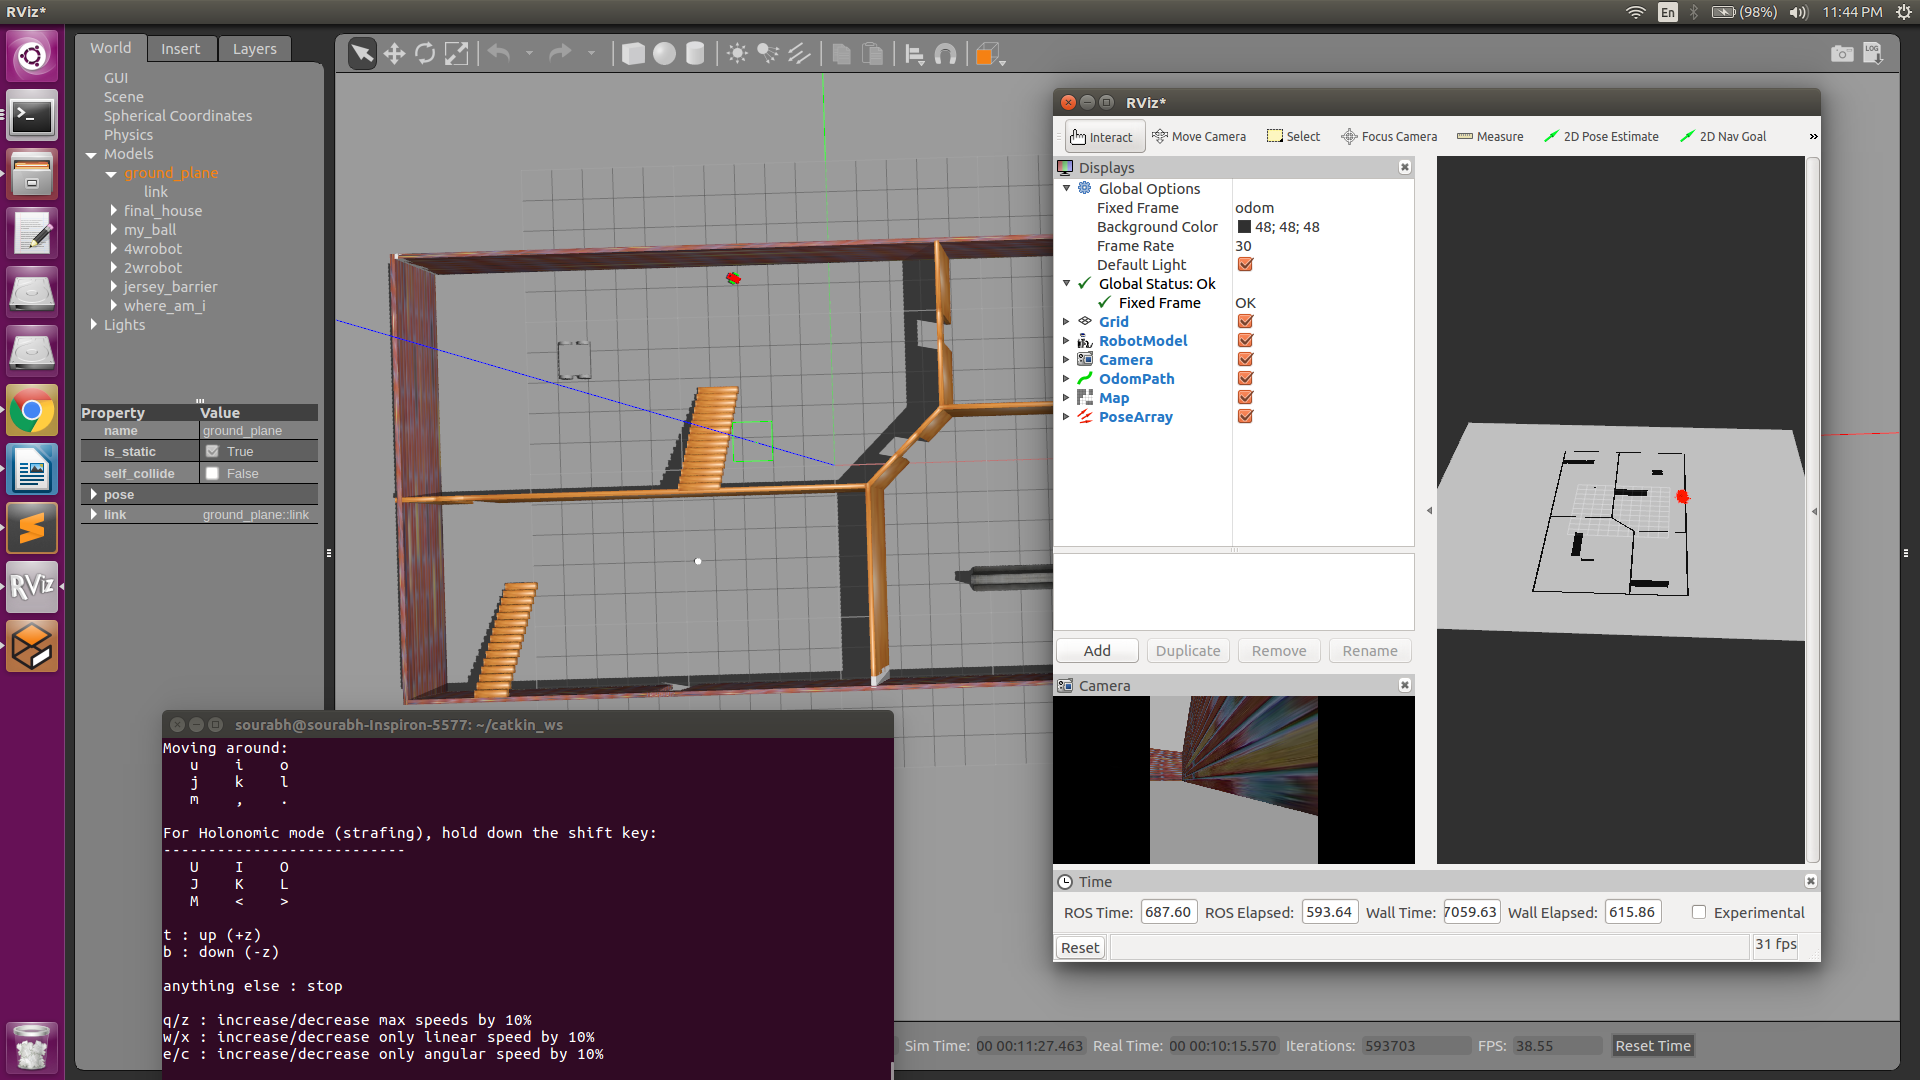 RViz*
En
(98%)
11:44 PM
World
Insert
Layers
GUI
Scene
Spherical Coordinates
Physics
Models
ground_plane
link
final_house
my_ball
4wrobot
2wrobot
jersey_barrier
where_am_i
Lights
Property Value
name ground_plane
is_static True
self_collide False
pose
link ground_plane::link
LOG
RViz
RViz*
Interact Move Camera Select Focus Camera Measure 2D Pose Estimate 2D Nav Goal »
Displays
Global Options
Fixed Frame odom
Background Color 48; 48; 48
Frame Rate 30
Default Light
Global Status: Ok
Fixed Frame OK
Grid
RobotModel
Camera
OdomPath
Map
PoseArray
Add Duplicate Remove Rename
Camera
Time
ROS Time: 687.60 ROS Elapsed: 593.64 Wall Time: 7059.63 Wall Elapsed: 615.86 Experimental
Reset
31 fps
sourabh@sourabh-Inspiron-5577: ~/catkin_ws
Moving around:
u i o
j k l
m , .
For Holonomic mode (strafing), hold down the shift key:
---------------------------
U I O
J K L
M < >
t : up (+z)
b : down (-z)
anything else : stop
q/z : increase/decrease max speeds by 10%
w/x : increase/decrease only linear speed by 10%
e/c : increase/decrease only angular speed by 10%
Sim Time: 00 00:11:27.463 Real Time: 00 00:10:15.570 Iterations: 593703 FPS: 38.55 Reset Time